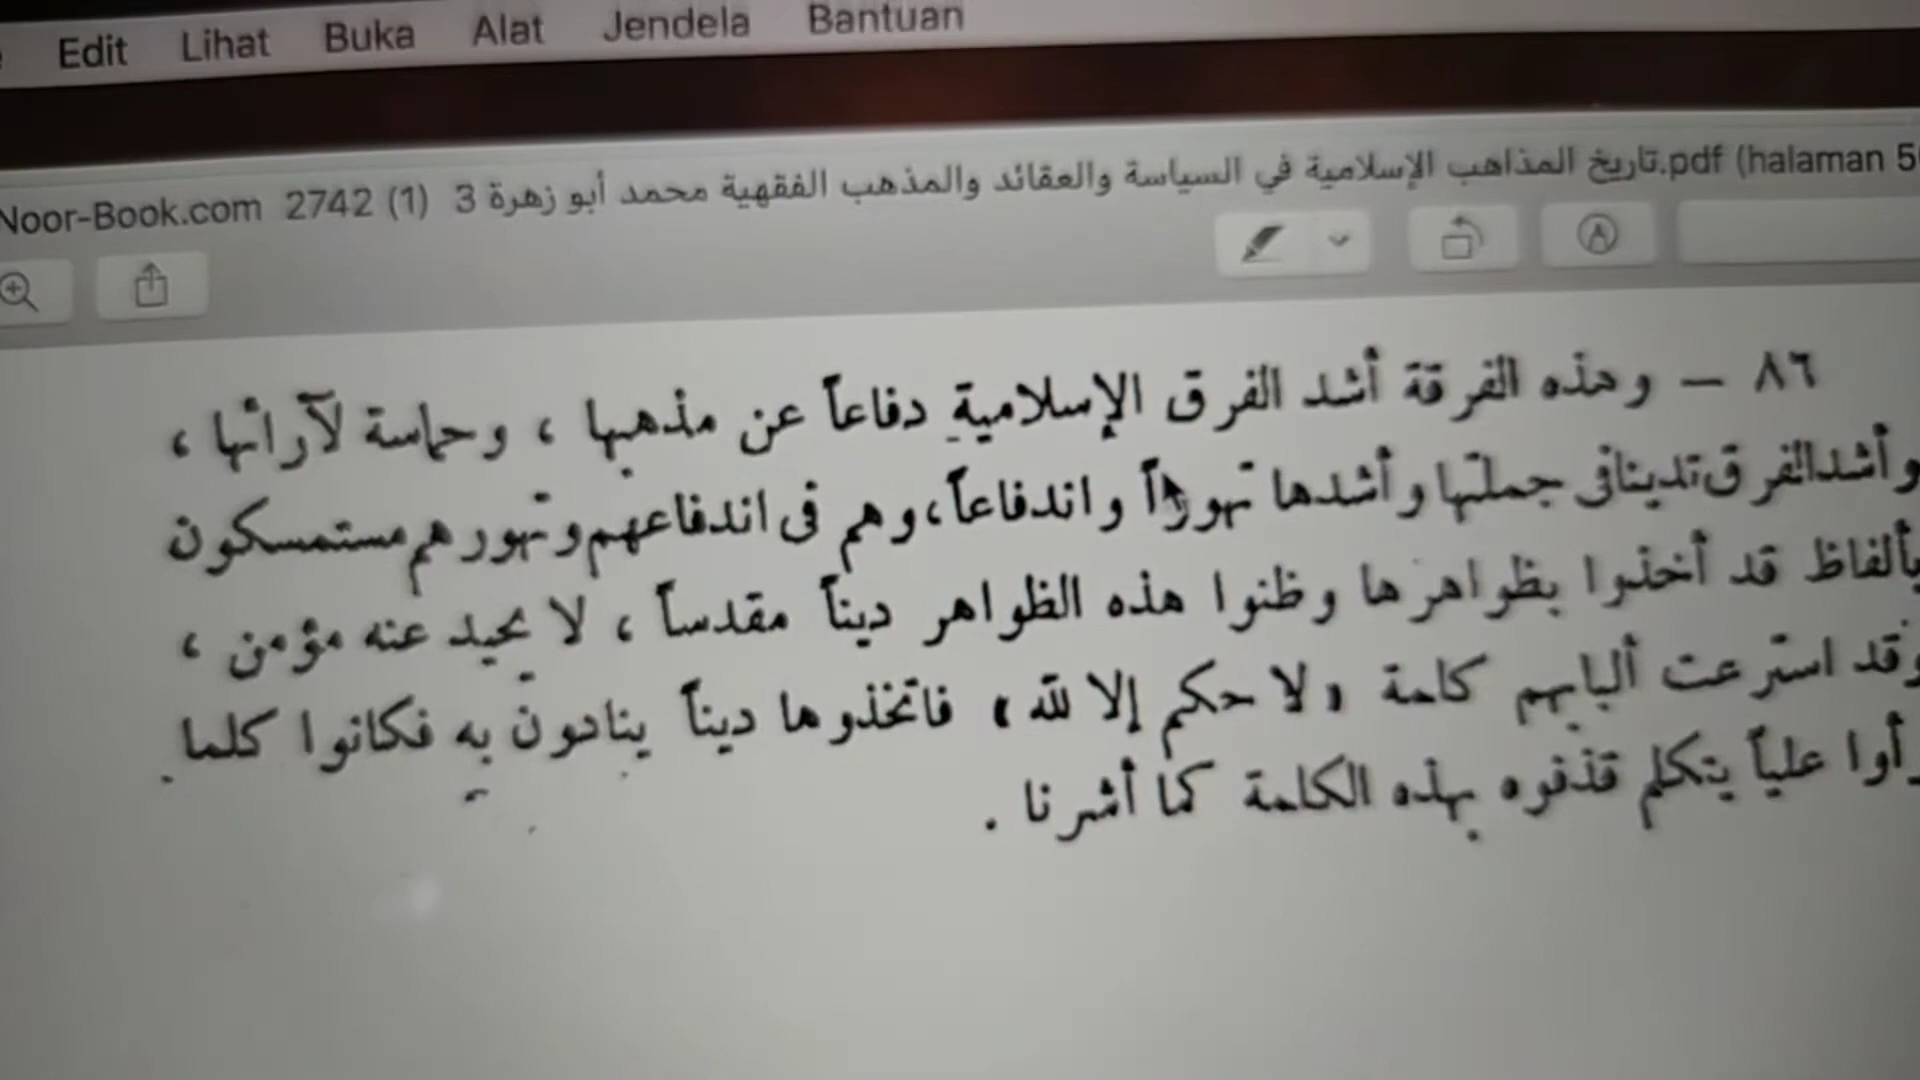 Edit Lihat Buka Alat Jendela Bantuan
Noor-Book.com تاريخ المذاهب الإسلامية في السياسة والعقائد والمذهب الفقهية محمد أبو زهرة 3 2742 (1).pdf (halaman
٨٦ — وهذه الفرقة أشد الفرق الإسلامية دفاعاً عن مذهبها ، وحماسة لآرائها ،
وأشد الفرق تدينا فى جملتها وأشدها تهوراً واندفاعاً ، وهم فى اندفاعهم وتهورهم مستمسكون
بألفاظ قد أخذوا بظواهرها وظنوا هذه الظواهر ديناً مقدساً ، لا يحيد عنه مؤمن ،
وقد استرعت ألبابهم كلمة « لا حكم إلا لله » فاتخذوها ديناً ينادون به فكانوا كلما
رأوا علياً يتكلم قذفوه بهذه الكلمة كما أشرنا .